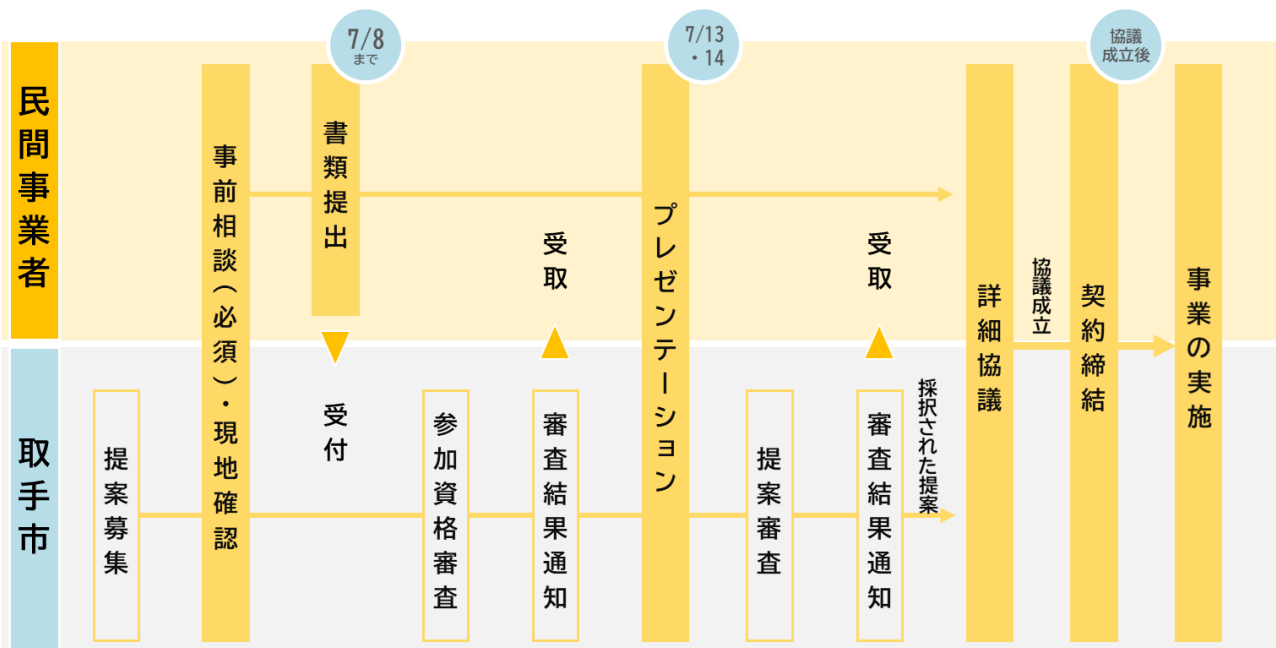 民間事業者
7/8
まで
7/13
・14
協議
成立後
事前相談(必須)・現地確認
書類提出
受取
プレゼンテーション
受取
詳細協議
協議成立
契約締結
事業の実施
取手市
提案募集
受付
参加資格審査
審査結果通知
提案審査
審査結果通知
採択された提案